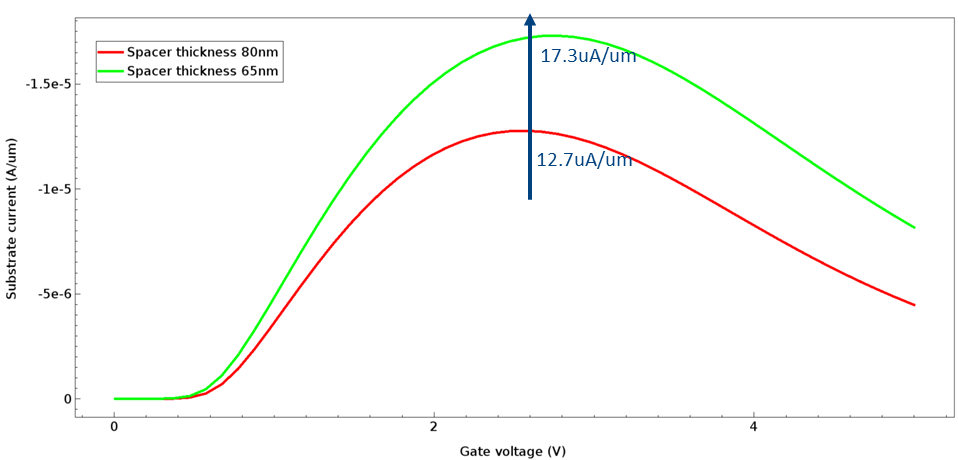 Spacer thickness 80nm
Spacer thickness 65nm
17.3uA/um
12.7uA/um
-1.5e-5
-1e-5
-5e-6
0
Substrate current (A/um)
0 2 4
Gate voltage (V)